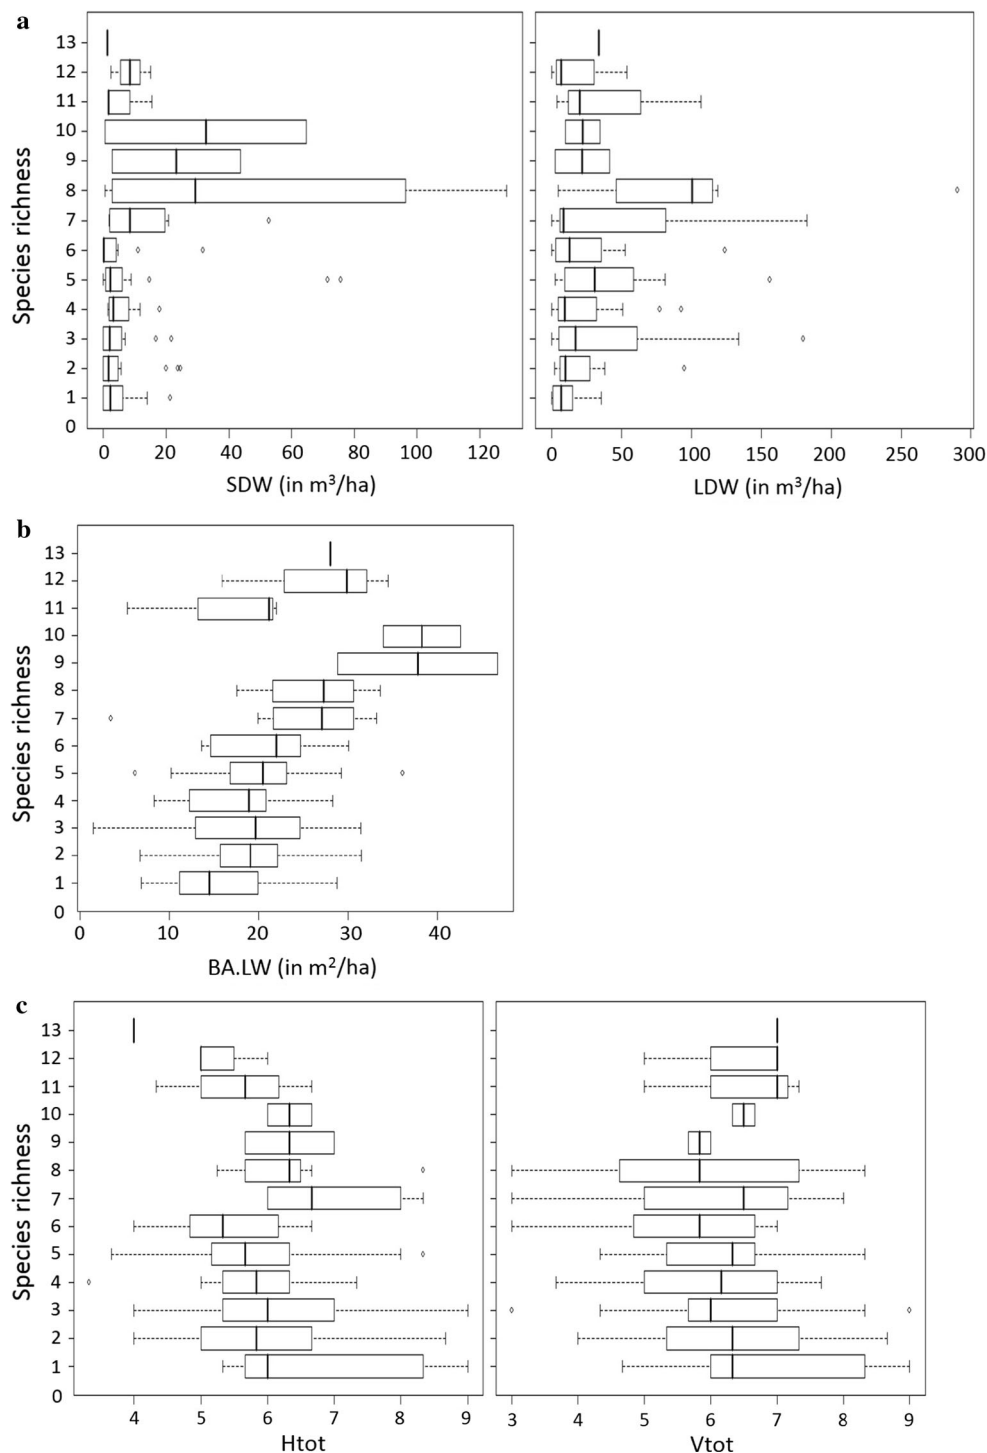 a
Species richness
13
12
11
10
9
8
7
6
5
4
3
2
1
0
0 20 40 60 80 100 120
SDW (in m³/ha)
0 50 100 150 200 250 300
LDW (in m³/ha)
b
Species richness
13
12
11
10
9
8
7
6
5
4
3
2
1
0
0 10 20 30 40
BA.LW (in m²/ha)
c
Species richness
13
12
11
10
9
8
7
6
5
4
3
2
1
0
4 5 6 7 8 9
Htot
3 4 5 6 7 8 9
Vtot